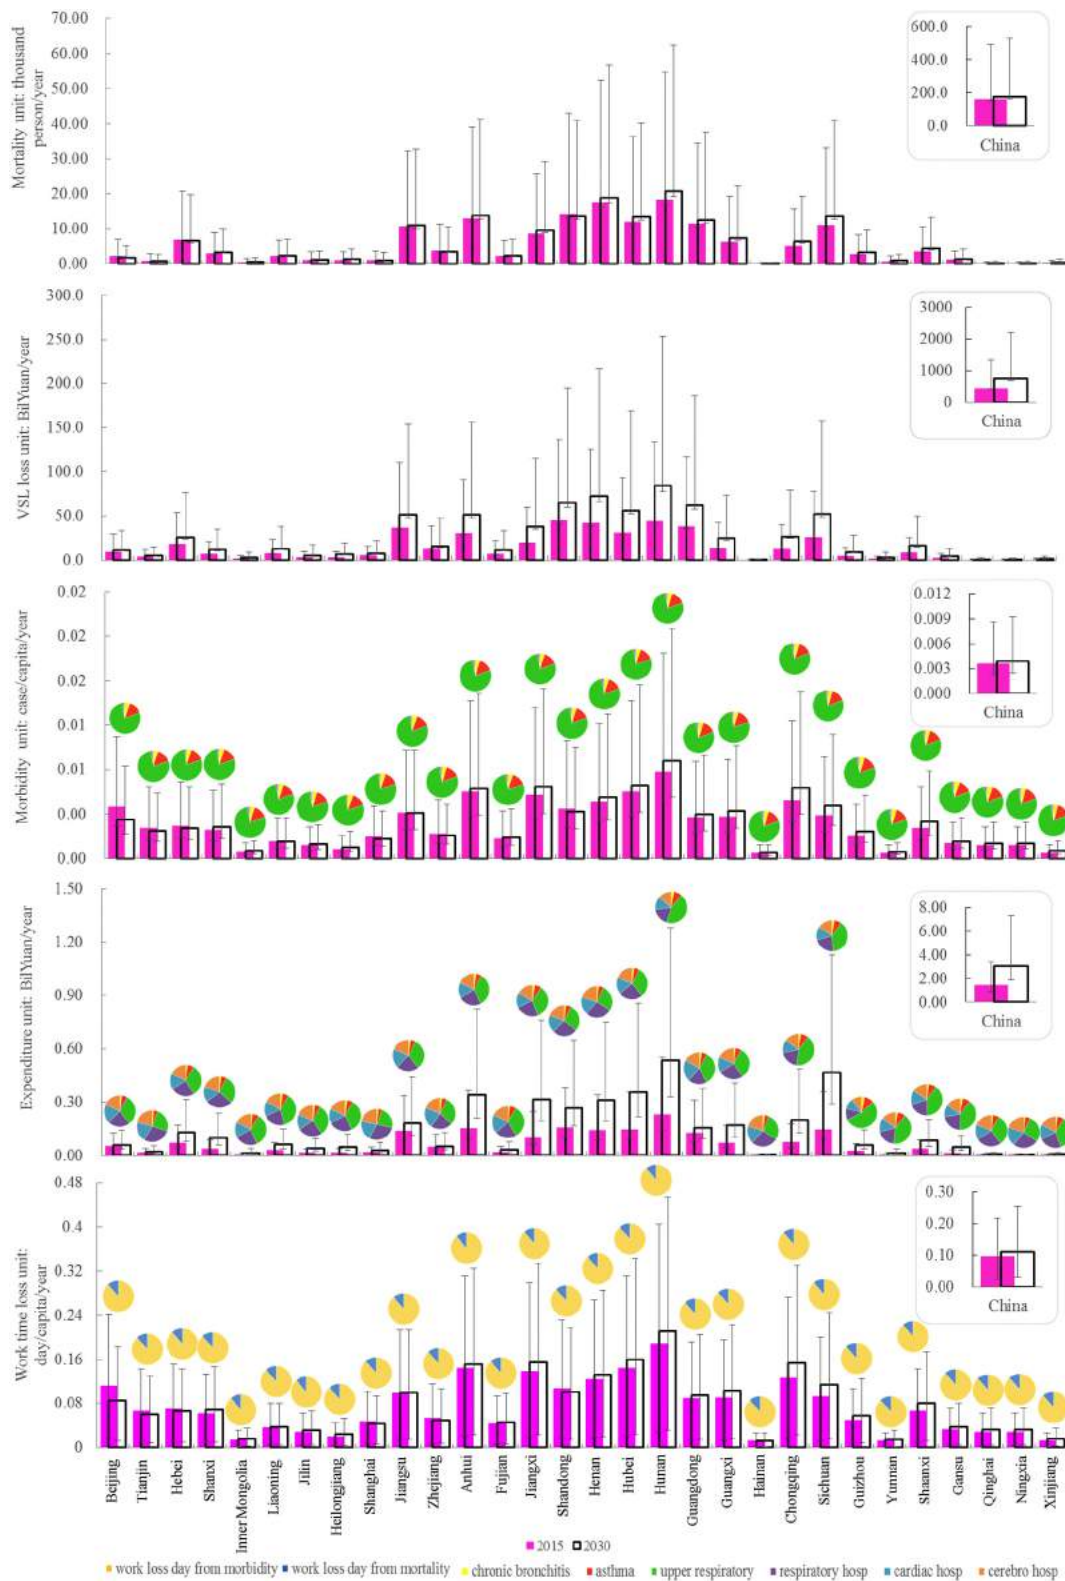 Mortality unit: thousand
person/year
70.00
60.00
50.00
40.00
30.00
20.00
10.00
0.00
600.0
400.0
200.0
0.0
China
VSL loss unit: BilYuan/year
300.0
250.0
200.0
150.0
100.0
50.0
0.0
3000
2000
1000
0
China
Morbidity unit: case/capita/year
0.02
0.02
0.02
0.01
0.01
0.00
0.00
0.012
0.009
0.006
0.003
0.000
China
Expenditure unit: BilYuan/year
1.50
1.20
0.90
0.60
0.30
0.00
8.00
6.00
4.00
2.00
0.00
China
Work time loss unit:
day/capita/year
0.48
0.4
0.32
0.24
0.16
0.08
0
0.30
0.20
0.10
0.00
China
Beijing
Tianjin
Hebei
Shanxi
Inner Mongolia
Liaoning
Jilin
Heilongjiang
Shanghai
Jiangsu
Zhejiang
Anhui
Fujian
Jiangxi
Shandong
Henan
Hubei
Hunan
Guangdong
Guangxi
Hainan
Chongqing
Sichuan
Guizhou
Yunnan
Shaanxi
Gansu
Qinghai
Ningxia
Xinjiang
2015 2030
work loss day from morbidity work loss day from mortality chronic bronchitis asthma upper respiratory respiratory hosp cardiac hosp cerebro hosp